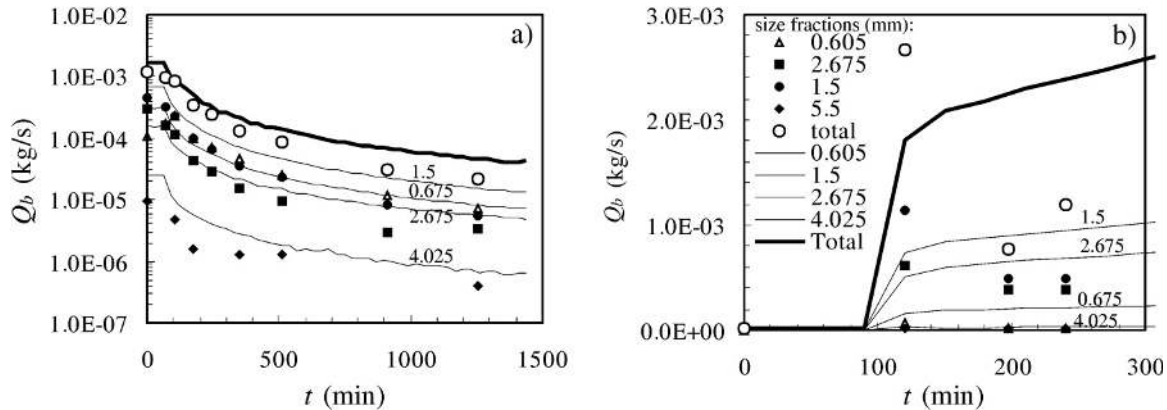 a)
1.0E-02
1.0E-03
1.0E-04
1.0E-05
1.0E-06
1.0E-07
Qb (kg/s)
1.5
0.675
2.675
4.025
0
500
1000
1500
t (min)
b)
3.0E-03
2.0E-03
1.0E-03
0.0E+00
Qb (kg/s)
size fractions (mm):
0.605
2.675
1.5
5.5
total
0.605
1.5
2.675
4.025
Total
1.5
2.675
0.675
4.025
0
100
200
300
t (min)